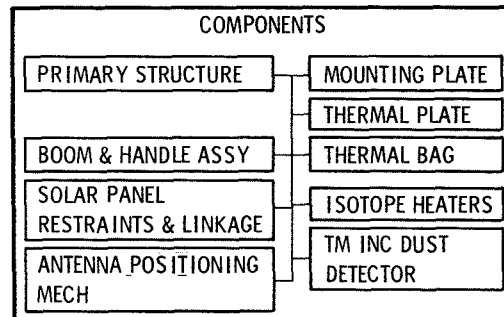 COMPONENTS
PRIMARY STRUCTURE
MOUNTING PLATE
THERMAL PLATE
BOOM & HANDLE ASSY
THERMAL BAG
SOLAR PANEL
RESTRAINTS & LINKAGE
ISOTOPE HEATERS
ANTENNA POSITIONING
MECH
TM INC DUST
DETECTOR